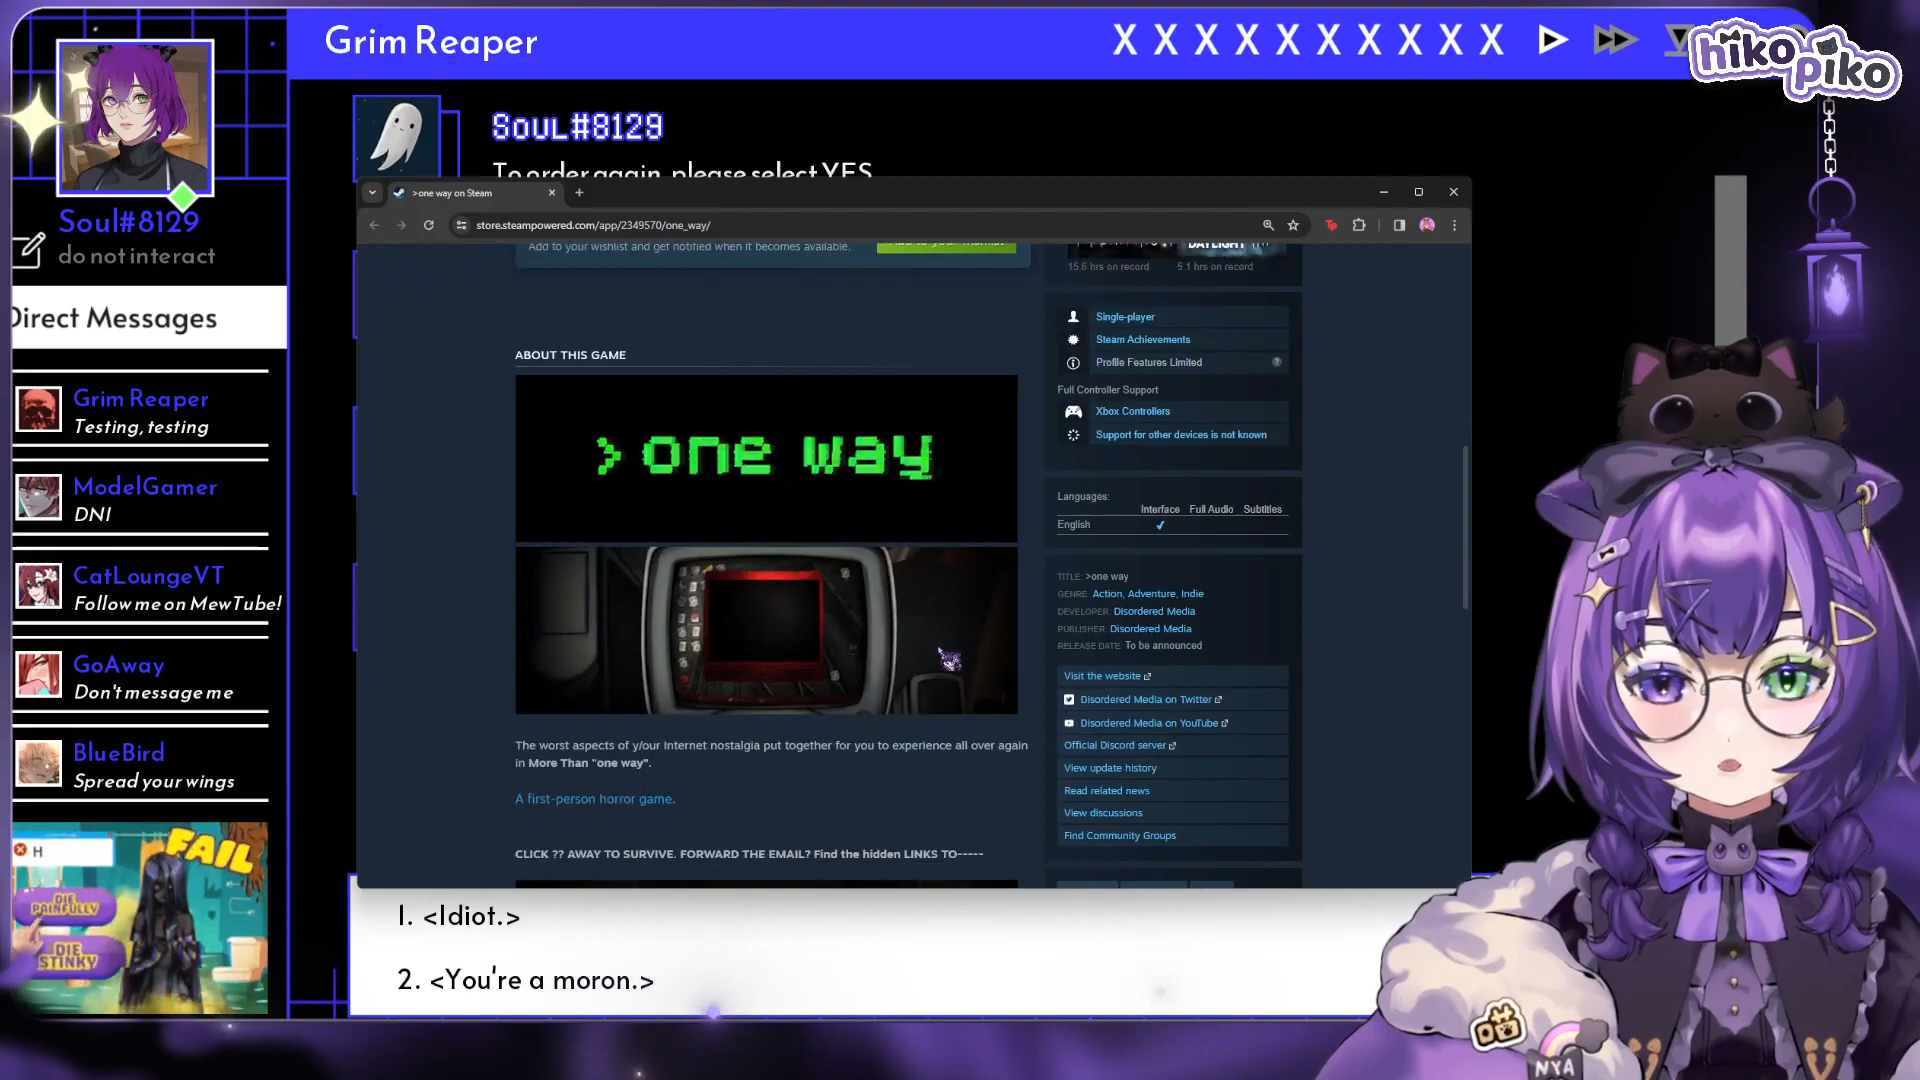 Grim Reaper
X X X X X X X X X X
hiko piko
Soul#8129
To order again, please select YES
Soul#8129
do not interact
Direct Messages
Grim Reaper
Testing, testing
ModelGamer
DNI
CatLoungeVT
Follow me on MewTube!
GoAway
Don't message me
BlueBird
Spread your wings
H
FAIL
DIE PAINFULLY
DIE STINKY
>one way on Steam
store.steampowered.com/app/2349570/one_way/
Add to your wishlist and get notified when it becomes available.
DAYLIGHT
15.6 hrs on record
5.1 hrs on record
ABOUT THIS GAME
> one way
The worst aspects of y/our Internet nostalgia put together for you to experience all over again
in More Than "one way".
A first-person horror game.
CLICK ?? AWAY TO SURVIVE. FORWARD THE EMAIL? Find the hidden LINKS TO-----
Single-player
Steam Achievements
Profile Features Limited ?
Full Controller Support
Xbox Controllers
Support for other devices is not known
Languages:
Interface Full Audio Subtitles
English ✔
TITLE: >one way
GENRE: Action, Adventure, Indie
DEVELOPER: Disordered Media
PUBLISHER: Disordered Media
RELEASE DATE: To be announced
Visit the website
Disordered Media on Twitter
Disordered Media on YouTube
Official Discord server
View update history
Read related news
View discussions
Find Community Groups
1. <Idiot.>
2. <You're a moron.>
NYA